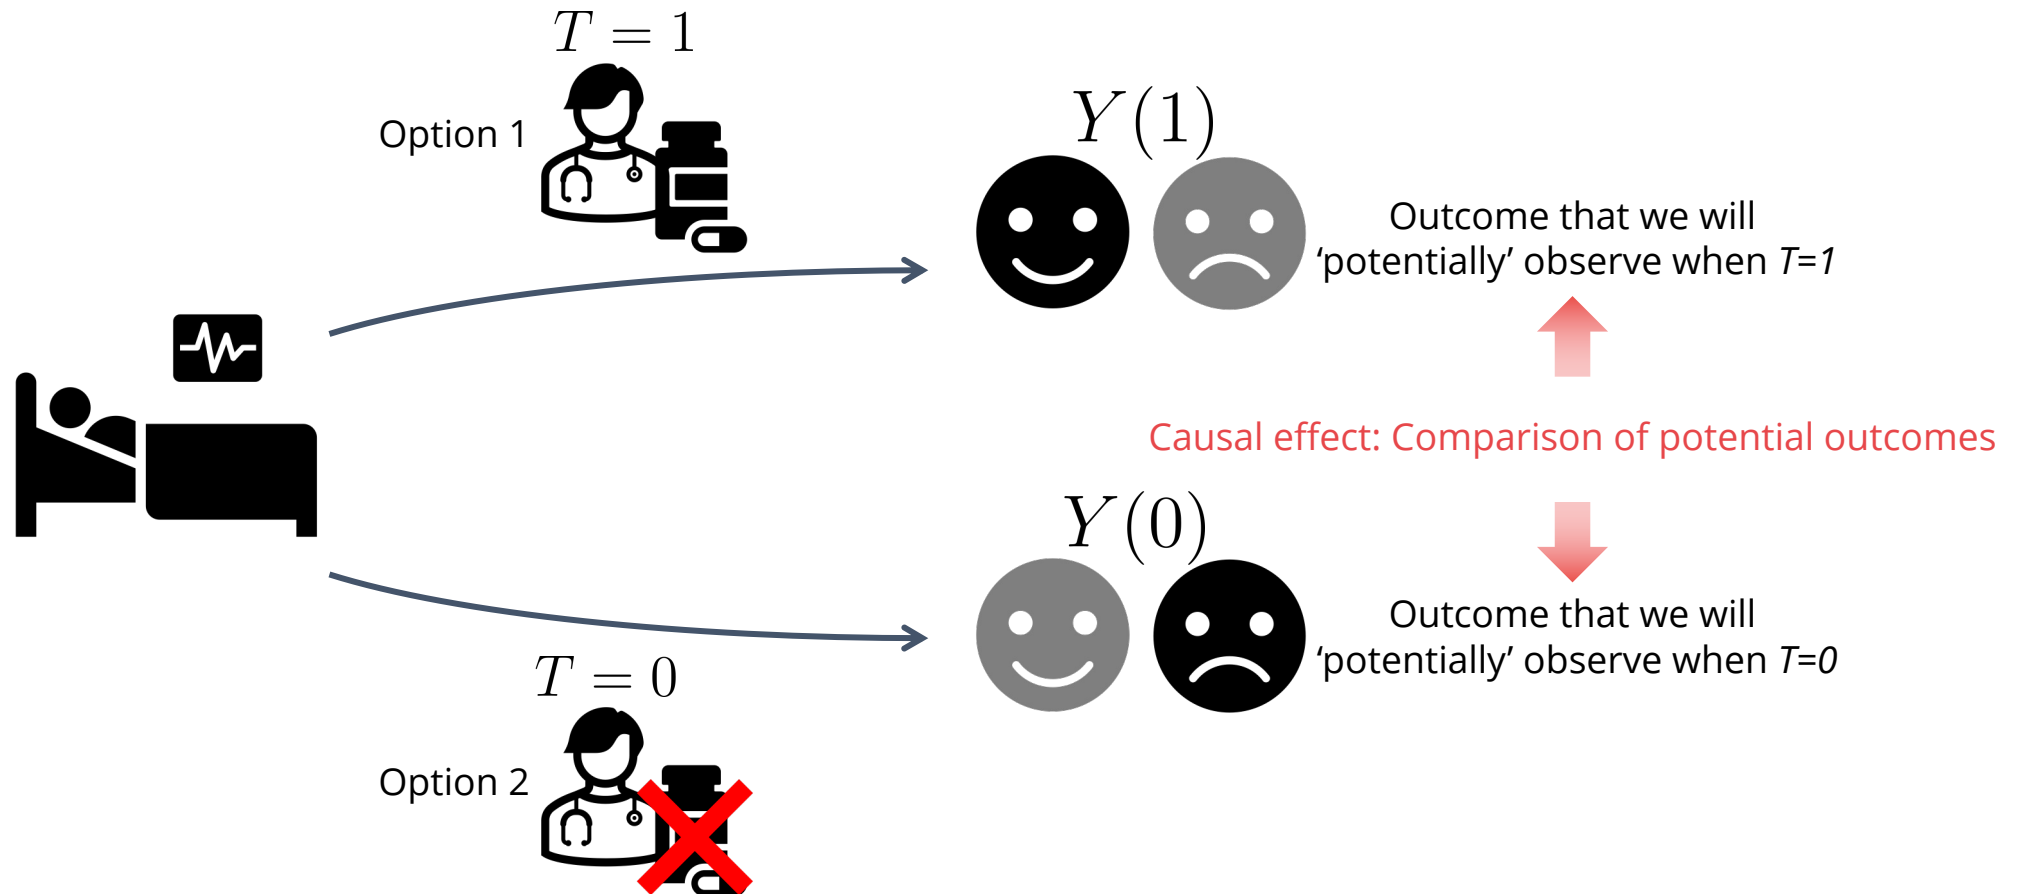 T = 1
Option 1
Y(1)
Outcome that we will
‘potentially’ observe when T=1
Causal effect: Comparison of potential outcomes
Y(0)
Outcome that we will
‘potentially’ observe when T=0
T = 0
Option 2